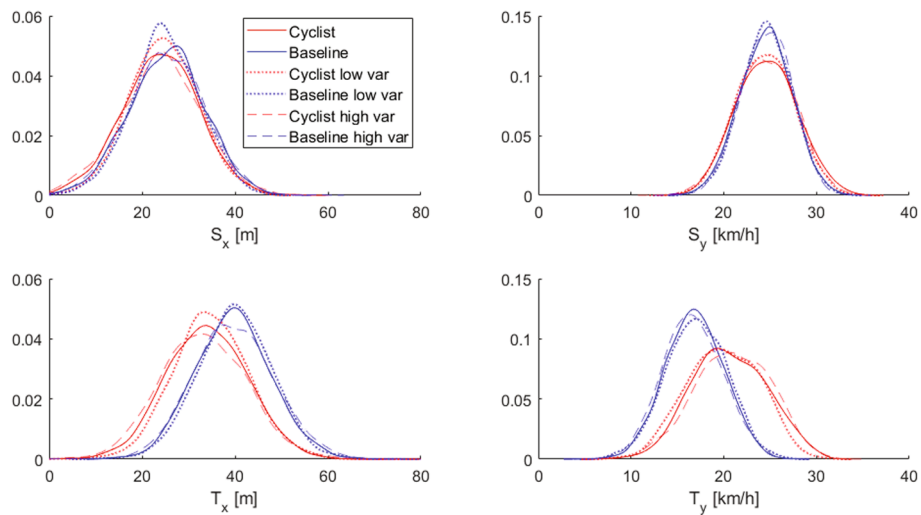 0.06
0.04
0.02
0
0 20 40 60 80
S_x [m]
Cyclist
Baseline
Cyclist low var
Baseline low var
Cyclist high var
Baseline high var
0.15
0.1
0.05
0
0 10 20 30 40
S_y [km/h]
0.06
0.04
0.02
0
0 20 40 60 80
T_x [m]
0.15
0.1
0.05
0
0 10 20 30 40
T_y [km/h]